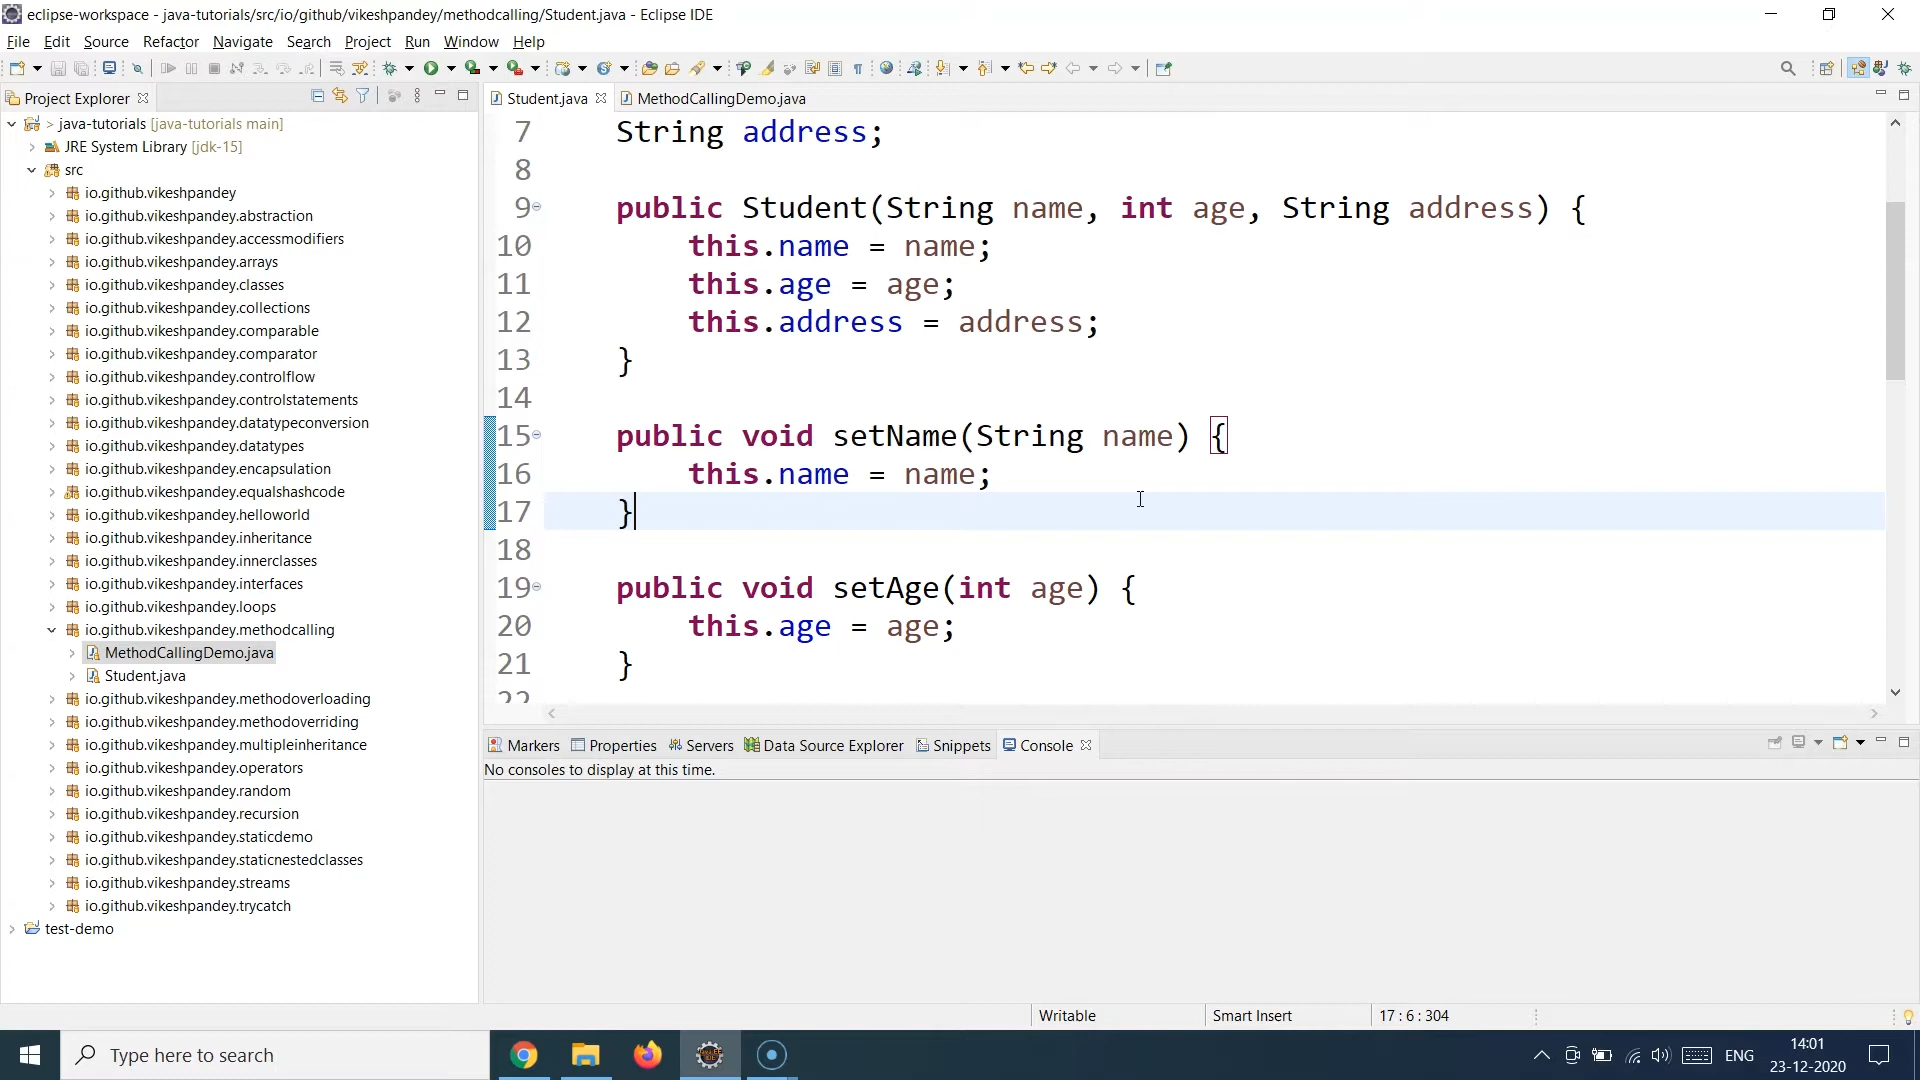 eclipse-workspace - java-tutorials/src/io/github/vikeshpandey/methodcalling/Student.java - Eclipse IDE
File Edit Source Refactor Navigate Search Project Run Window Help
Project Explorer
> java-tutorials [java-tutorials main]
JRE System Library [jdk-15]
src
io.github.vikeshpandey
io.github.vikeshpandey.abstraction
io.github.vikeshpandey.accessmodifiers
io.github.vikeshpandey.arrays
io.github.vikeshpandey.classes
io.github.vikeshpandey.collections
io.github.vikeshpandey.comparable
io.github.vikeshpandey.comparator
io.github.vikeshpandey.controlflow
io.github.vikeshpandey.controlstatements
io.github.vikeshpandey.datatypeconversion
io.github.vikeshpandey.datatypes
io.github.vikeshpandey.encapsulation
io.github.vikeshpandey.equalshashcode
io.github.vikeshpandey.helloworld
io.github.vikeshpandey.inheritance
io.github.vikeshpandey.innerclasses
io.github.vikeshpandey.interfaces
io.github.vikeshpandey.loops
io.github.vikeshpandey.methodcalling
MethodCallingDemo.java
Student.java
io.github.vikeshpandey.methodoverloading
io.github.vikeshpandey.methodoverriding
io.github.vikeshpandey.multipleinheritance
io.github.vikeshpandey.operators
io.github.vikeshpandey.random
io.github.vikeshpandey.recursion
io.github.vikeshpandey.staticdemo
io.github.vikeshpandey.staticnestedclasses
io.github.vikeshpandey.streams
io.github.vikeshpandey.trycatch
test-demo
Student.java MethodCallingDemo.java
7 String address;
8
9 public Student(String name, int age, String address) {
10 this.name = name;
11 this.age = age;
12 this.address = address;
13 }
14
15 public void setName(String name) {
16 this.name = name;
17 }
18
19 public void setAge(int age) {
20 this.age = age;
21 }
22
Markers Properties Servers Data Source Explorer Snippets Console
No consoles to display at this time.
Writable Smart Insert 17 : 6 : 304
Type here to search
ENG
14:01
23-12-2020